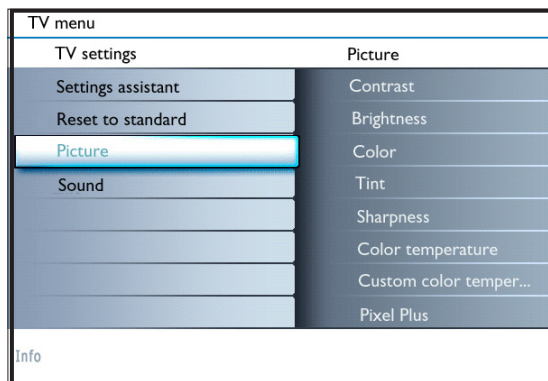 TV menu
TV settings
Picture
Settings assistant
Contrast
Reset to standard
Brightness
Picture
Color
Sound
Tint
Sharpness
Color temperature
Custom color temper...
Pixel Plus
Info